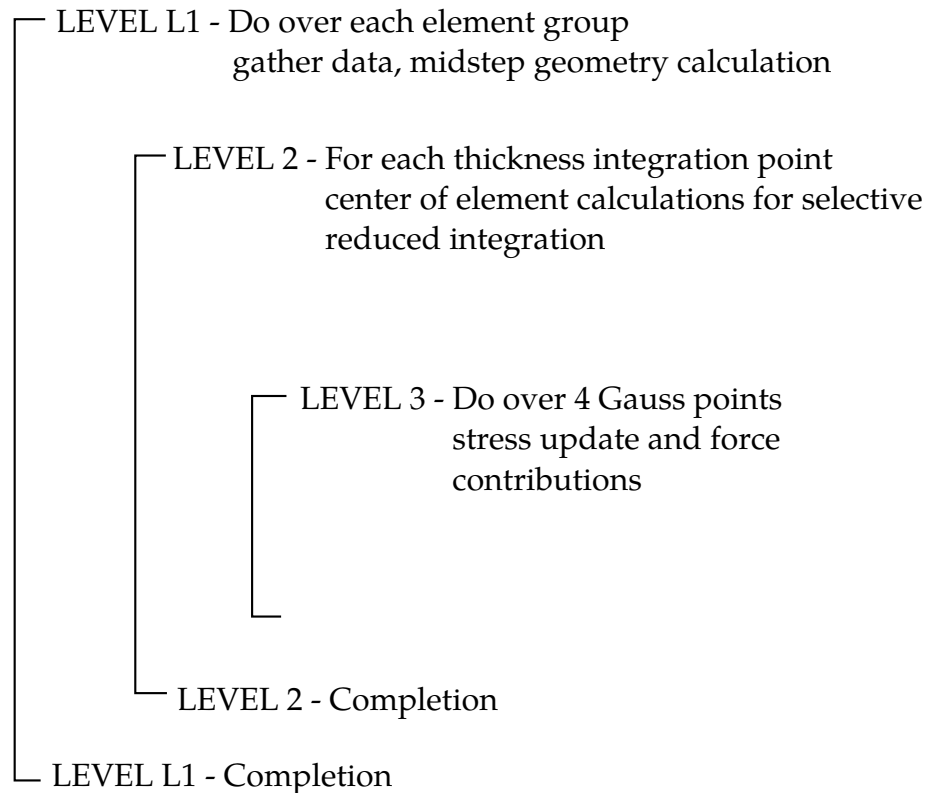 LEVEL L1 - Do over each element group
gather data, midstep geometry calculation
LEVEL 2 - For each thickness integration point
center of element calculations for selective
reduced integration
LEVEL 3 - Do over 4 Gauss points
stress update and force
contributions
LEVEL 2 - Completion
LEVEL L1 - Completion